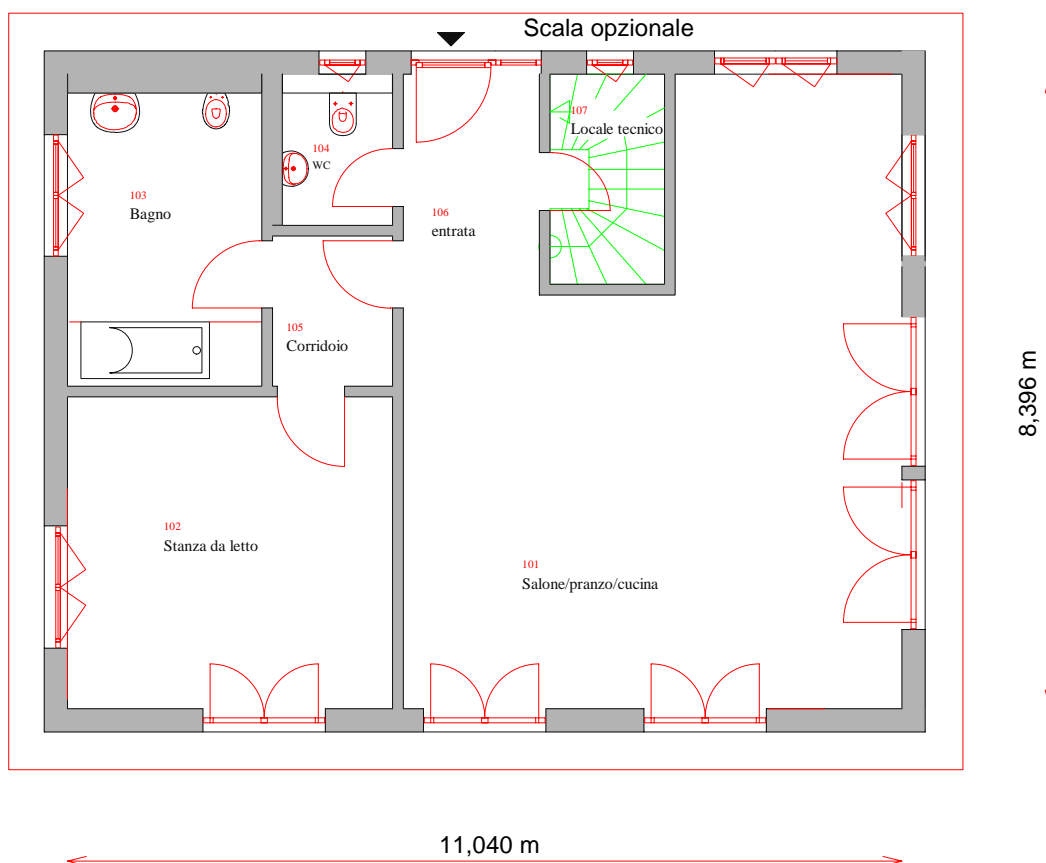 Scala opzionale
107
Locale tecnico
104
WC
103
Bagno
106
entrata
105
Corridoio
8,396 m
102
Stanza da letto
101
Salone/pranzo/cucina
11,040 m